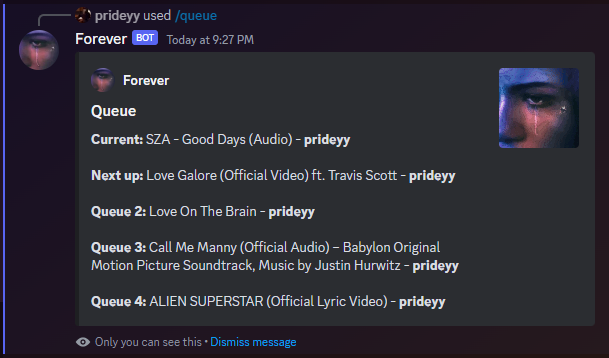 prideyy used /queue
Forever BOT Today at 9:27 PM
Forever
Queue
Current: SZA - Good Days (Audio) - prideyy
Next up: Love Galore (Official Video) ft. Travis Scott - prideyy
Queue 2: Love On The Brain - prideyy
Queue 3: Call Me Manny (Official Audio) – Babylon Original
Motion Picture Soundtrack, Music by Justin Hurwitz - prideyy
Queue 4: ALIEN SUPERSTAR (Official Lyric Video) - prideyy
Only you can see this • Dismiss message